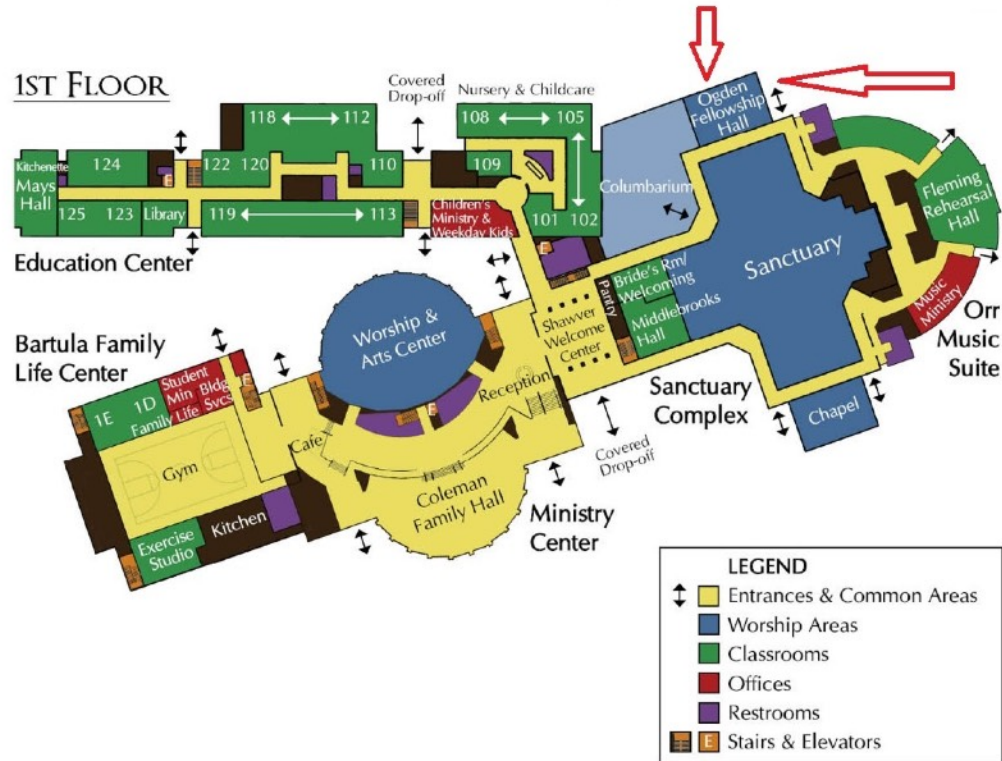 1ST FLOOR
Covered
Drop-off
Nursery & Childcare
118
112
108
105
Ogden
Fellowship
Hall
Kitchenette
124
122
120
110
109
Mays
Hall
E
125
123
Library
119
113
Children's
Ministry &
Weekday Kids
101
102
Columbarium
Fleming
Rehearsal
Hall
Education Center
E
Bride's Rm/
Welcoming
Sanctuary
Pantry
Middlebrooks
Hall
Shawver
Welcome
Center
Music
Ministry
Orr
Music
Suite
Worship &
Arts Center
Bartula Family
Life Center
Reception
E
Sanctuary
Complex
Chapel
1E
1D
Family
Student
Min
Life
Bldg
Svcs
E
Cafe
Gym
Covered
Drop-off
Coleman
Family Hall
Ministry
Center
Kitchen
Exercise
Studio
LEGEND
Entrances & Common Areas
Worship Areas
Classrooms
Offices
Restrooms
E Stairs & Elevators